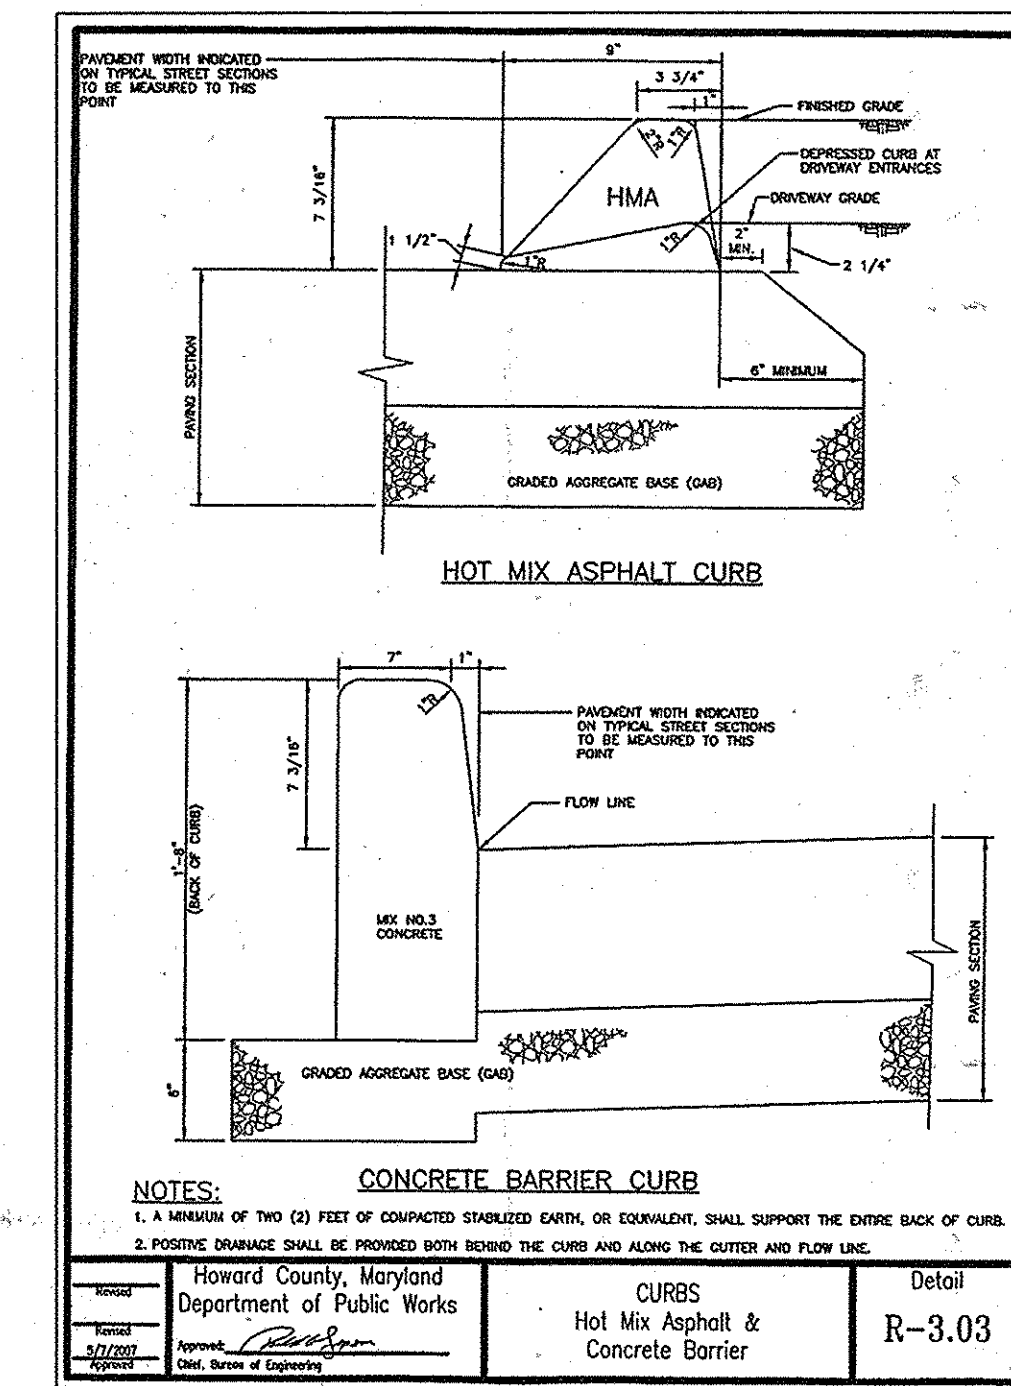 PAVEMENT WIDTH INDICATED
ON TYPICAL STREET SECTIONS
TO BE MEASURED TO THIS
POINT
9"
3 3/4"
1"
FINISHED GRADE
2"R
1"R
DEPRESSED CURB AT
DRIVEWAY ENTRANCES
7 3/16"
HMA
DRIVEWAY GRADE
1 1/2"
1"R
1"R
2"
MIN.
2 1/4"
PAVING SECTION
6" MINIMUM
GRADED AGGREGATE BASE (GAB)
HOT MIX ASPHALT CURB
7"
1"
1"R
PAVEMENT WIDTH INDICATED
ON TYPICAL STREET SECTIONS
TO BE MEASURED TO THIS
POINT
7 3/16"
FLOW LINE
1'-8"
(BACK OF CURB)
MIX NO.3
CONCRETE
PAVING SECTION
GRADED AGGREGATE BASE (GAB)
6"
CONCRETE BARRIER CURB
NOTES:
1. A MINIMUM OF TWO (2) FEET OF COMPACTED STABILIZED EARTH, OR EQUIVALENT, SHALL SUPPORT THE ENTIRE BACK OF CURB.
2. POSITIVE DRAINAGE SHALL BE PROVIDED BOTH BEHIND THE CURB AND ALONG THE GUTTER AND FLOW LINE.
Revised
Revised
5/7/2007
Approved
Howard County, Maryland
Department of Public Works
Approved:
Chief, Bureau of Engineering
CURBS
Hot Mix Asphalt &
Concrete Barrier
Detail
R-3.03